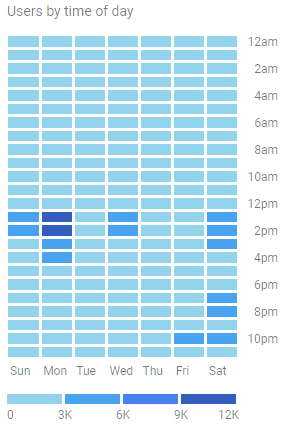 Users by time of day
12am
2am
4am
6am
8am
10am
12pm
2pm
4pm
6pm
8pm
10pm
Sun Mon Tue Wed Thu Fri Sat
0 3K 6K 9K 12K